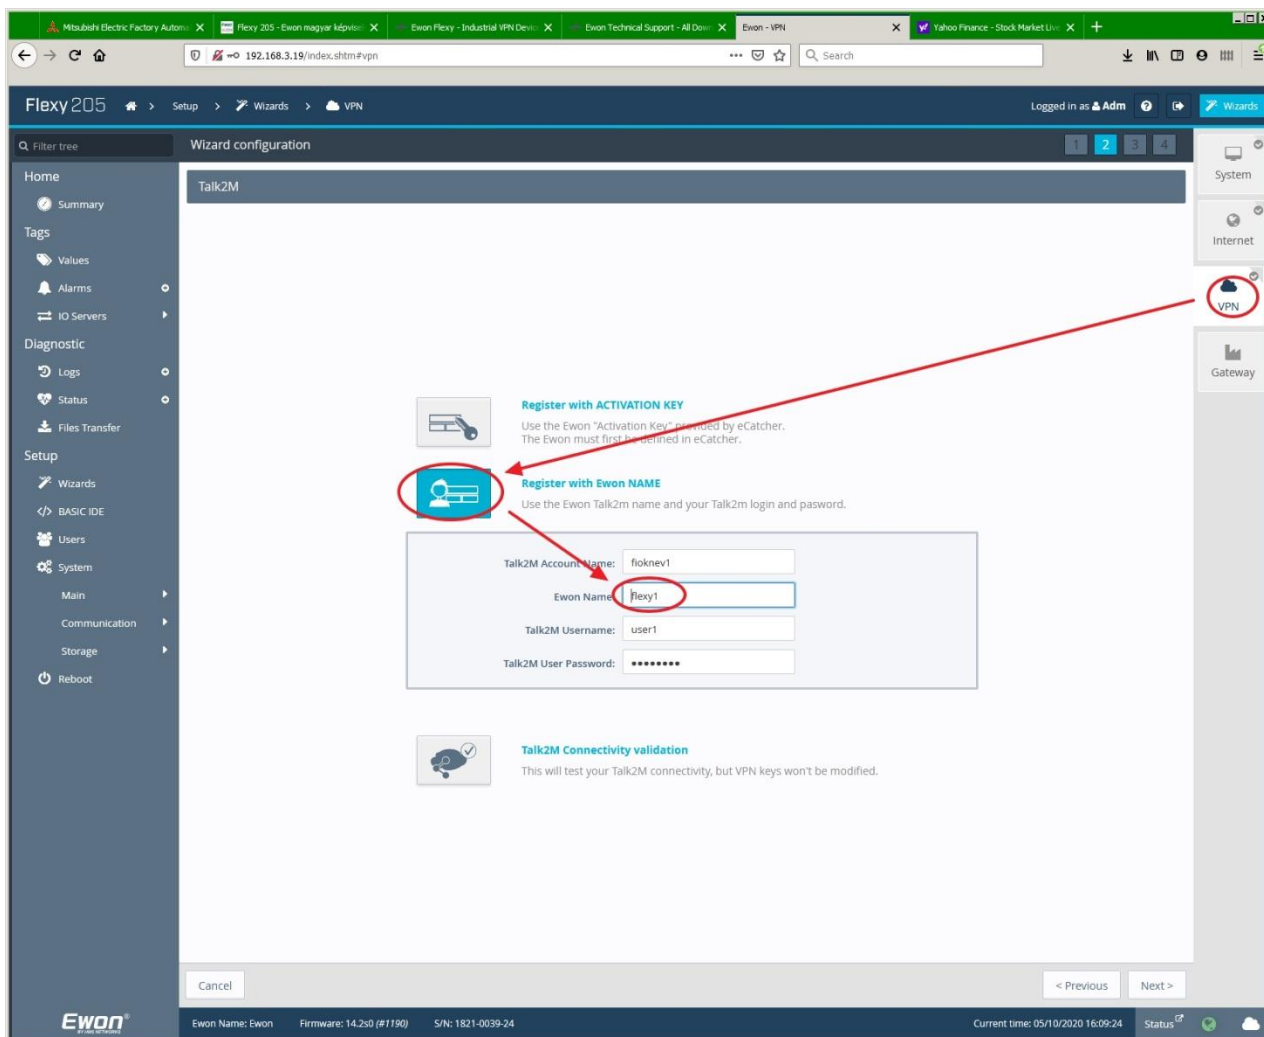 Mitsubishi Electric Factory Autom
Flexy 205 - Ewon magyar képvise
Ewon Flexy - Industrial VPN Devic
Ewon Technical Support - All Down
Ewon - VPN
Yahoo Finance - Stock Market Live
192.168.3.19/index.shtm#vpn
Search
Flexy 205 > Setup > Wizards > VPN
Logged in as Adm
Wizards
Filter tree
Wizard configuration
1 2 3 4
System
Home
Talk2M
Summary
Tags
Internet
Values
Alarms
VPN
IO Servers
Diagnostic
Gateway
Logs
Status
Files Transfer
Setup
Wizards
BASIC IDE
Users
System
Main
Communication
Storage
Reboot
Register with ACTIVATION KEY
Use the Ewon "Activation Key" provided by eCatcher.
The Ewon must first be defined in eCatcher.
Register with Ewon NAME
Use the Ewon Talk2m name and your Talk2m login and pasword.
Talk2M Account Name: fioknev1
Ewon Name: flexy1
Talk2M Username: user1
Talk2M User Password: ••••••••
Talk2M Connectivity validation
This will test your Talk2M connectivity, but VPN keys won't be modified.
Cancel
< Previous
Next >
Ewon®
Ewon Name: Ewon
Firmware: 14.2s0 (#1190)
S/N: 1821-0039-24
Current time: 05/10/2020 16:09:24
Status